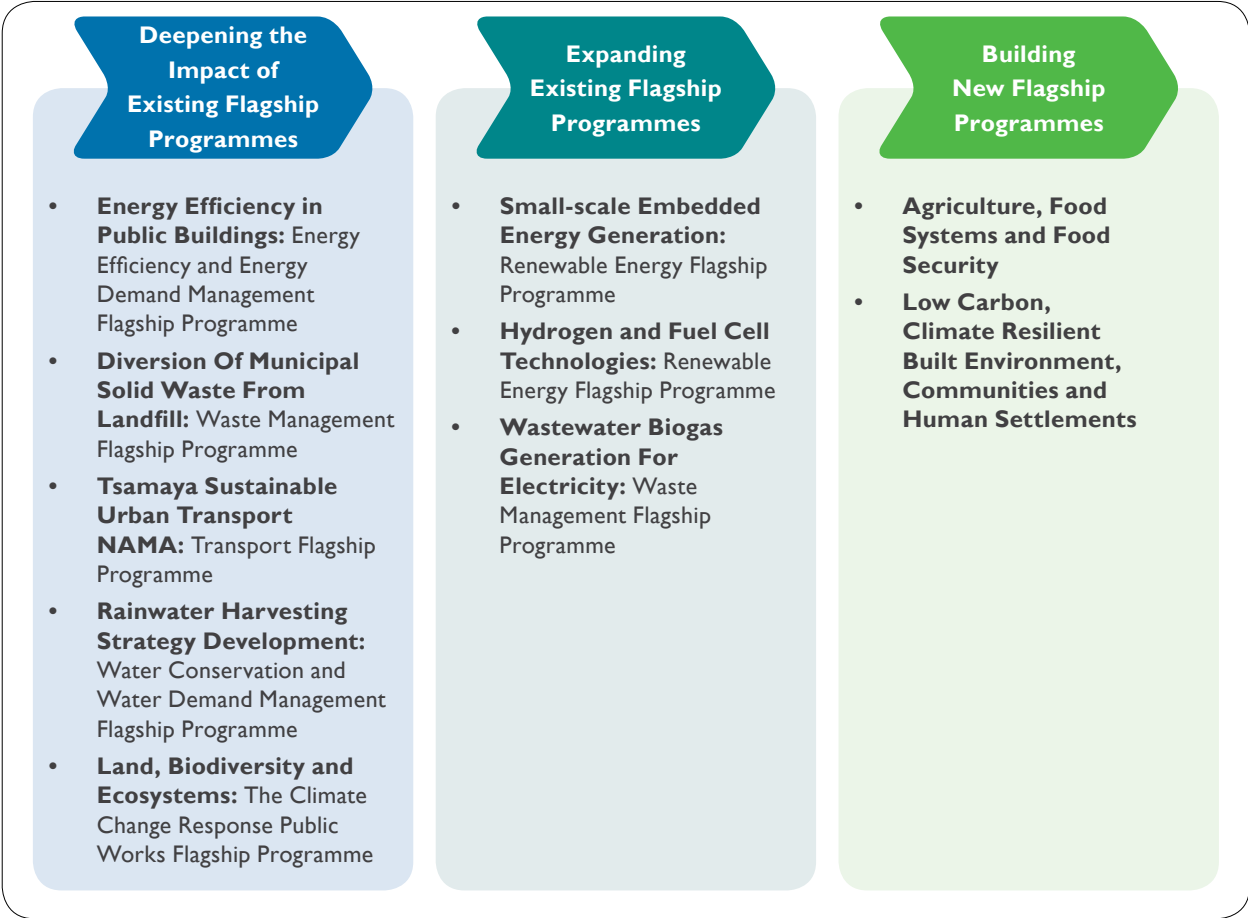 Deepening the
Impact of
Existing Flagship
Programmes
• Energy Efficiency in
Public Buildings: Energy
Efficiency and Energy
Demand Management
Flagship Programme
• Diversion Of Municipal
Solid Waste From
Landfill: Waste Management
Flagship Programme
• Tsamaya Sustainable
Urban Transport
NAMA: Transport Flagship
Programme
• Rainwater Harvesting
Strategy Development:
Water Conservation and
Water Demand Management
Flagship Programme
• Land, Biodiversity and
Ecosystems: The Climate
Change Response Public
Works Flagship Programme
Expanding
Existing Flagship
Programmes
• Small-scale Embedded
Energy Generation:
Renewable Energy Flagship
Programme
• Hydrogen and Fuel Cell
Technologies: Renewable
Energy Flagship Programme
• Wastewater Biogas
Generation For
Electricity: Waste
Management Flagship
Programme
Building
New Flagship
Programmes
• Agriculture, Food
Systems and Food
Security
• Low Carbon,
Climate Resilient
Built Environment,
Communities and
Human Settlements